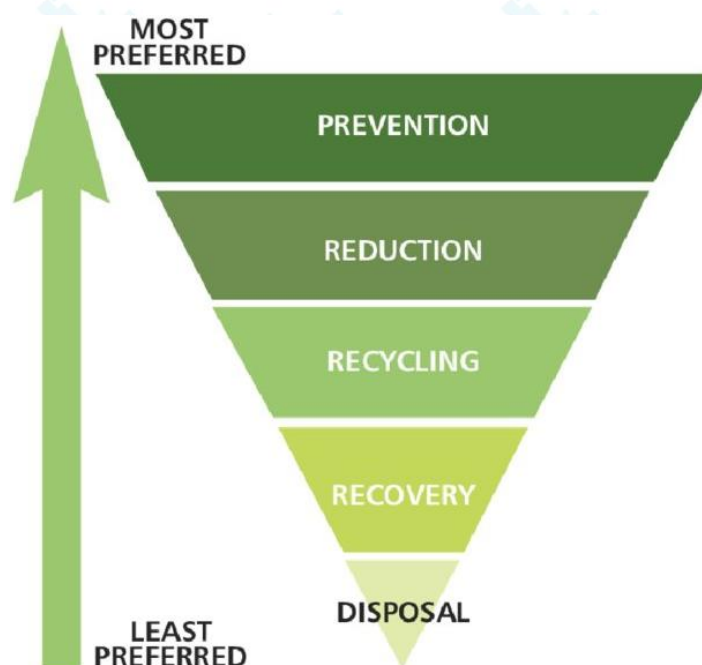 MOST
PREFERRED
PREVENTION
REDUCTION
RECYCLING
RECOVERY
DISPOSAL
LEAST
PREFERRED